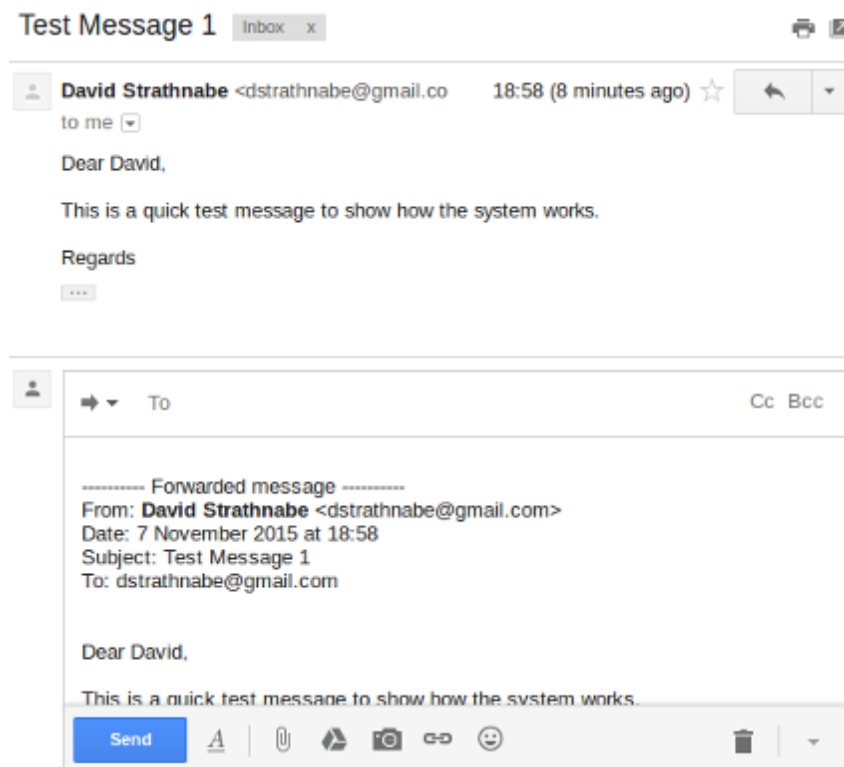 Test Message 1 Inbox x
David Strathnabe <dstrathnabe@gmail.co 18:58 (8 minutes ago)
to me
Dear David,
This is a quick test message to show how the system works.
Regards
...
To Cc Bcc
---------- Forwarded message ----------
From: David Strathnabe <dstrathnabe@gmail.com>
Date: 7 November 2015 at 18:58
Subject: Test Message 1
To: dstrathnabe@gmail.com
Dear David,
This is a quick test message to show how the system works.
Send A